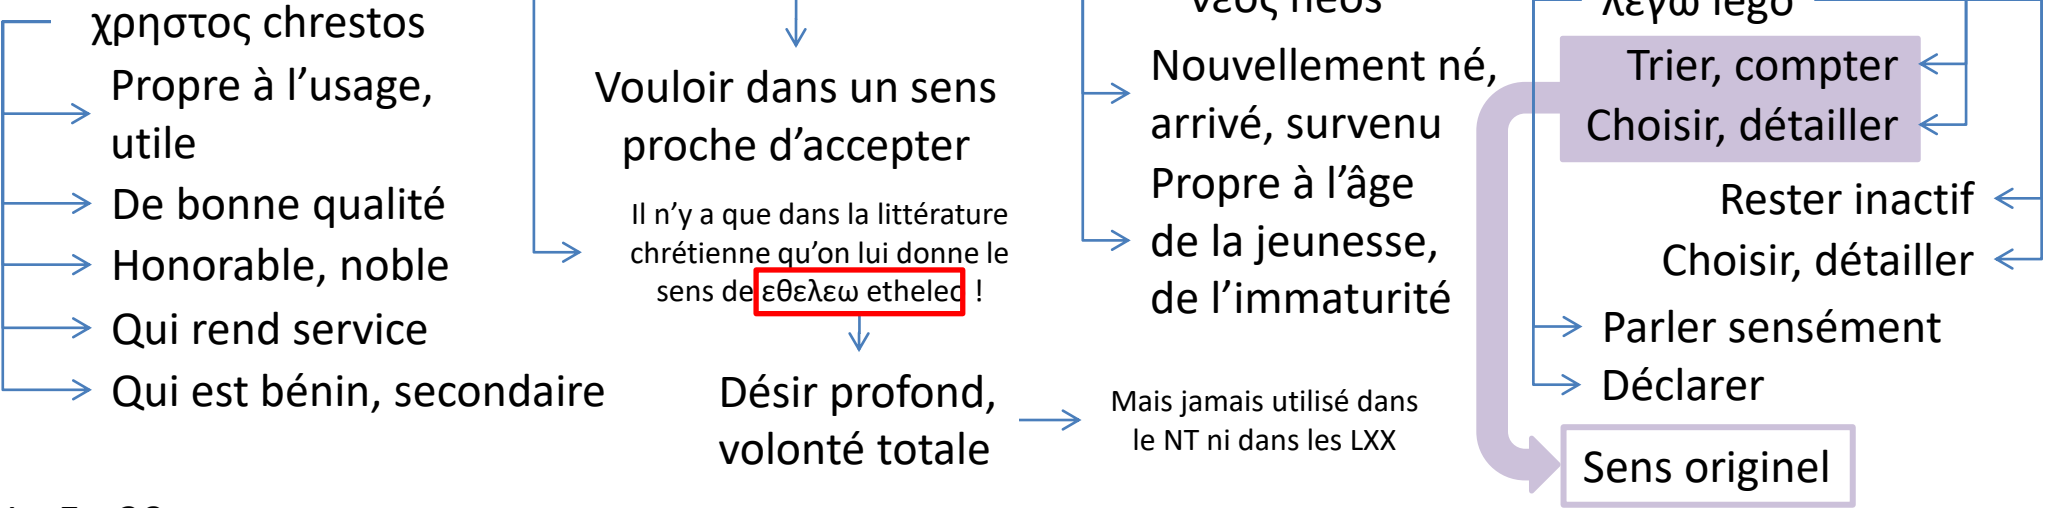 χρηστος chrestos
Propre à l’usage,
utile
De bonne qualité
Honorable, noble
Qui rend service
Qui est bénin, secondaire
Vouloir dans un sens
proche d’accepter
Il n’y a que dans la littérature
chrétienne qu’on lui donne le
sens de εθελεω etheleo !
Désir profond,
volonté totale
Mais jamais utilisé dans
le NT ni dans les LXX
νεος neos
Nouvellement né,
arrivé, survenu
Propre à l’âge
de la jeunesse,
de l’immaturité
λεγω lego
Trier, compter
Choisir, détailler
Rester inactif
Choisir, détailler
Parler sensément
Déclarer
Sens originel